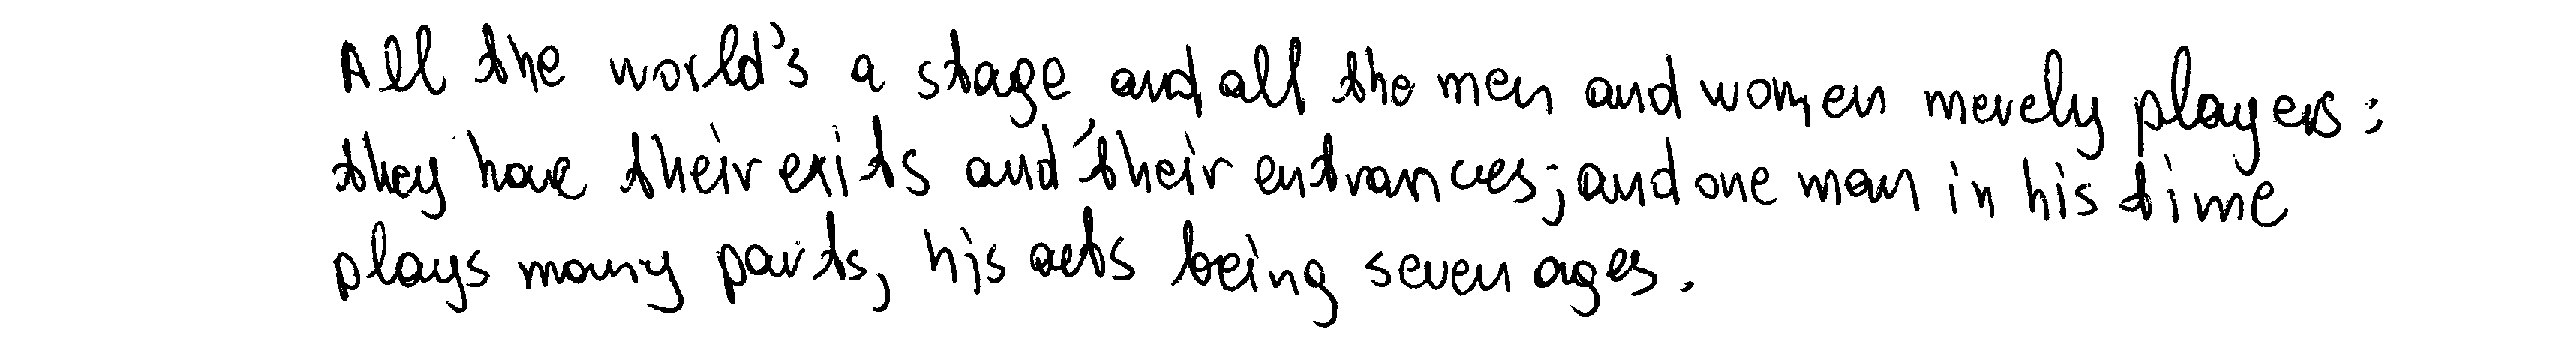 All the world's a stage, and all the men and women merely players:
they have their exits and their entrances; and one man in his time
plays many parts, his acts being seven ages.